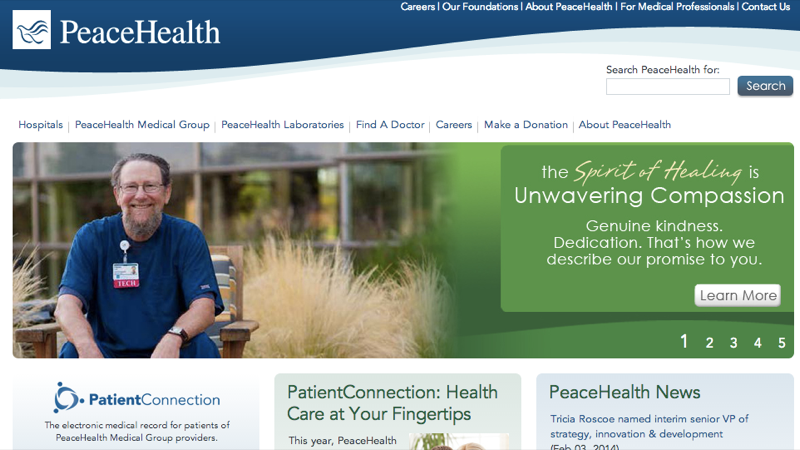 Careers | Our Foundations | About PeaceHealth | For Medical Professionals | Contact Us
PeaceHealth
Search PeaceHealth for:
Search
Hospitals | PeaceHealth Medical Group | PeaceHealth Laboratories | Find A Doctor | Careers | Make a Donation | About PeaceHealth
the Spirit of Healing is
Unwavering Compassion
Genuine kindness.
Dedication. That's how we
describe our promise to you.
Learn More
TECH
1 2 3 4 5
PatientConnection
The electronic medical record for patients of
PeaceHealth Medical Group providers.
PatientConnection: Health
Care at Your Fingertips
This year, PeaceHealth
PeaceHealth News
Tricia Roscoe named interim senior VP of
strategy, innovation & development
(Feb 03, 2014)